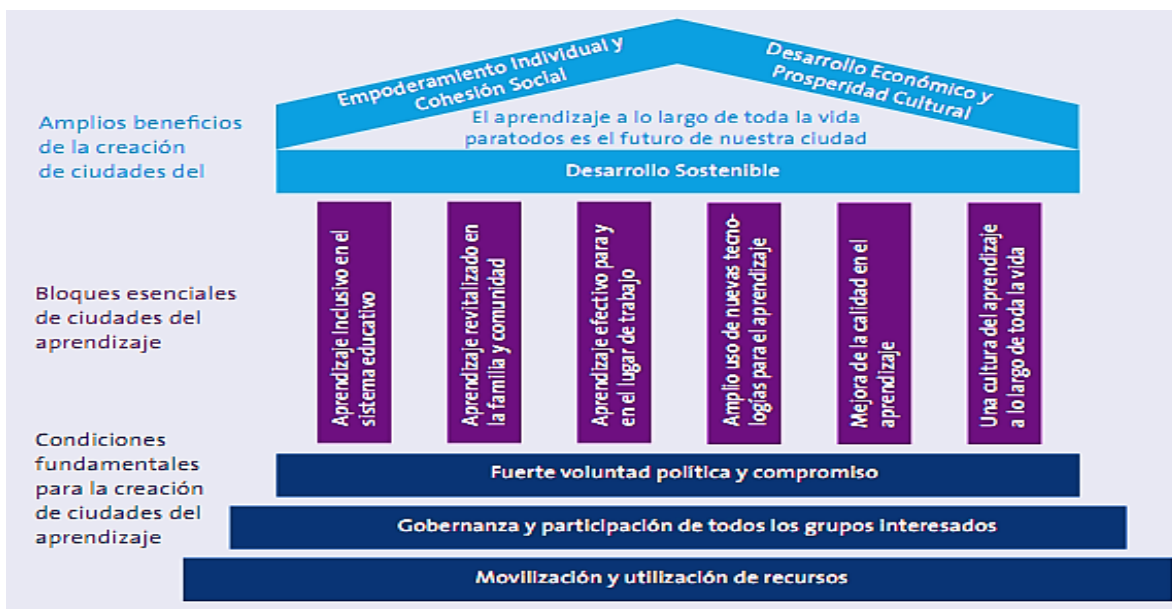 Empoderamiento Individual y
Cohesión Social
Desarrollo Económico y
Prosperidad Cultural
Amplios beneficios
de la creación
de ciudades del
El aprendizaje a lo largo de toda la vida
paratodos es el futuro de nuestra ciudad
Desarrollo Sostenible
Bloques esenciales
de ciudades del
aprendizaje
Aprendizaje Inclusivo en el
sistema educativo
Aprendizaje revitalizado en
la familia y comunidad
Aprendizaje efectivo para y
en el lugar de trabajo
Amplio uso de nuevas tecno-
logías para el aprendizaje
Mejora de la calidad en el
aprendizaje
Una cultura del aprendizaje
a lo largo de toda la vida
Condiciones
fundamentales
para la creación
de ciudades del
aprendizaje
Fuerte voluntad política y compromiso
Gobernanza y participación de todos los grupos interesados
Movilización y utilización de recursos